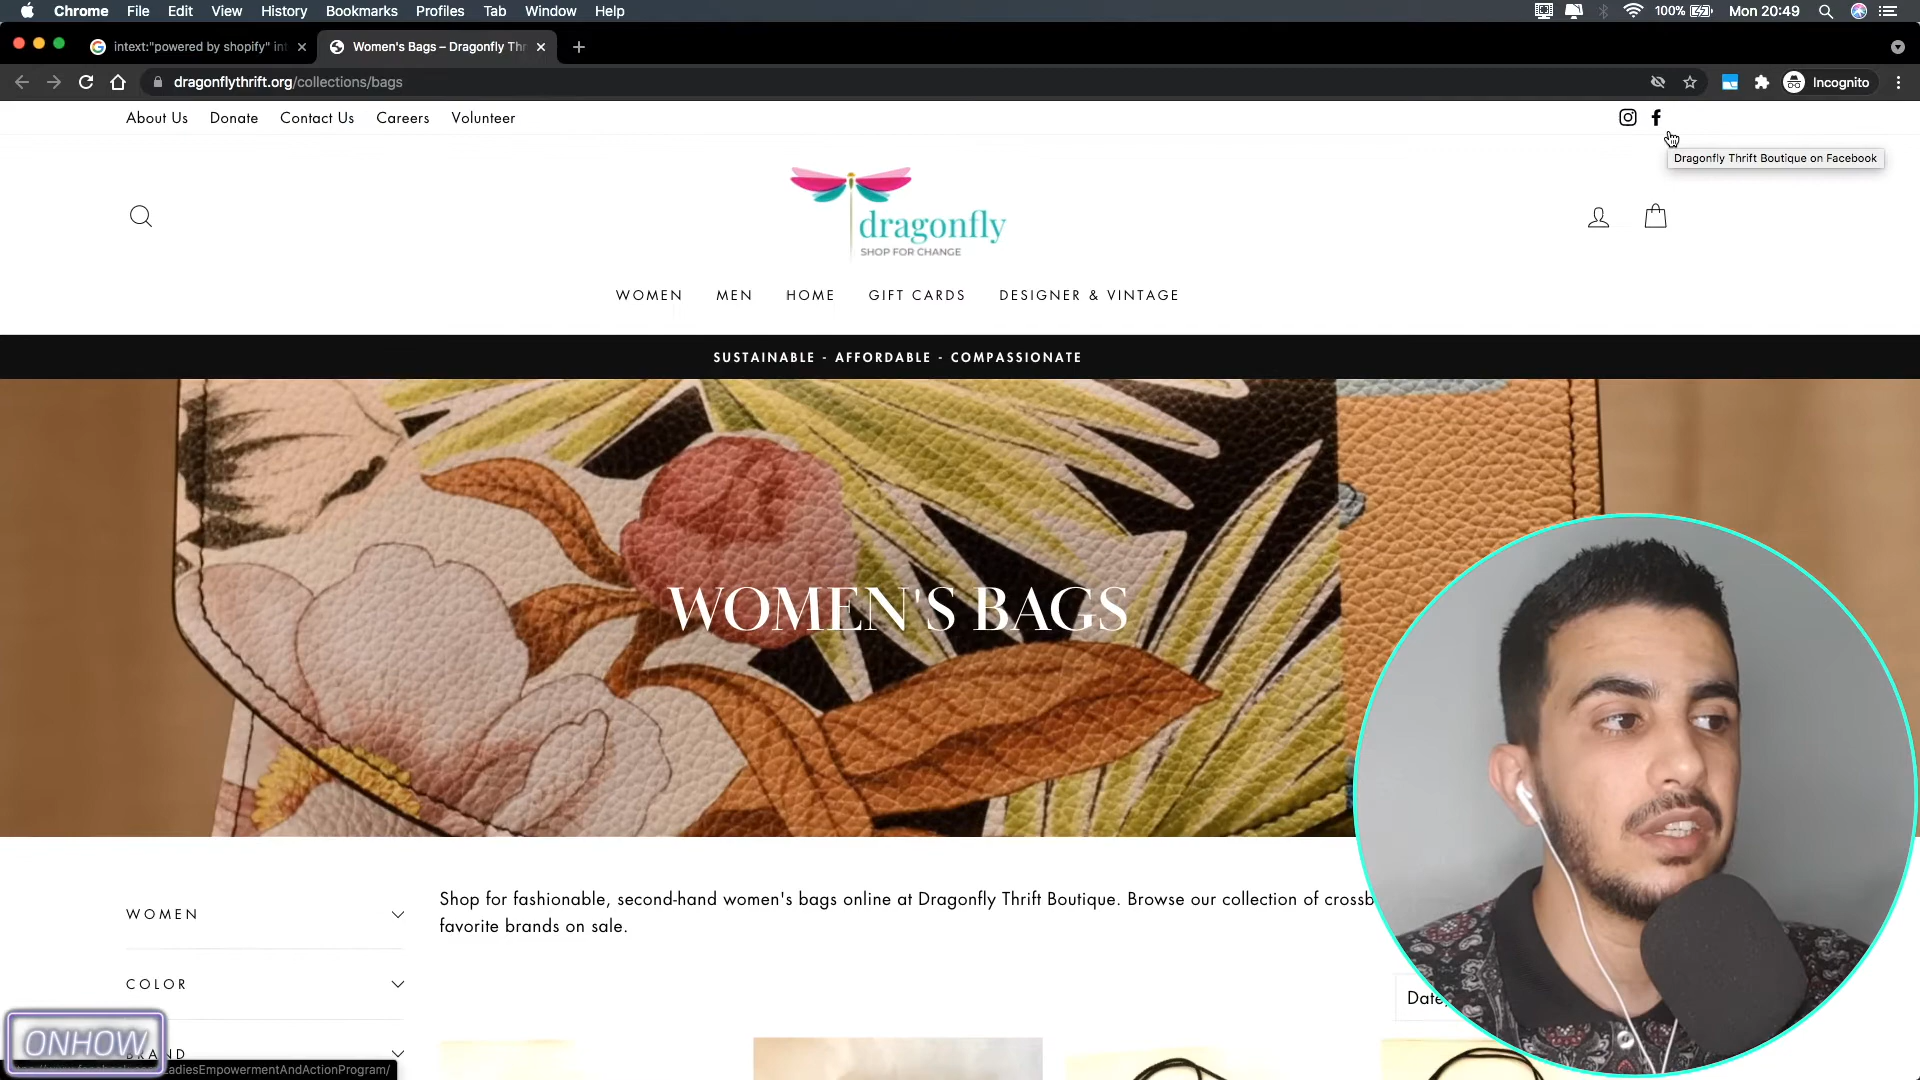 Chrome File Edit View History Bookmarks Profiles Tab Window Help 100% Mon 20:49
intext:"powered by shopify" in
Women's Bags – Dragonfly Thr
dragonflythrift.org/collections/bags
Incognito
About Us Donate Contact Us Careers Volunteer
Dragonfly Thrift Boutique on Facebook
dragonfly
SHOP FOR CHANGE
WOMEN MEN HOME GIFT CARDS DESIGNER & VINTAGE
SUSTAINABLE - AFFORDABLE - COMPASSIONATE
WOMEN'S BAGS
WOMEN
Shop for fashionable, second-hand women's bags online at Dragonfly Thrift Boutique. Browse our collection of crossb
favorite brands on sale.
COLOR
Date,
ONHOW
BRAND
adiesEmpowermentAndActionProgram/